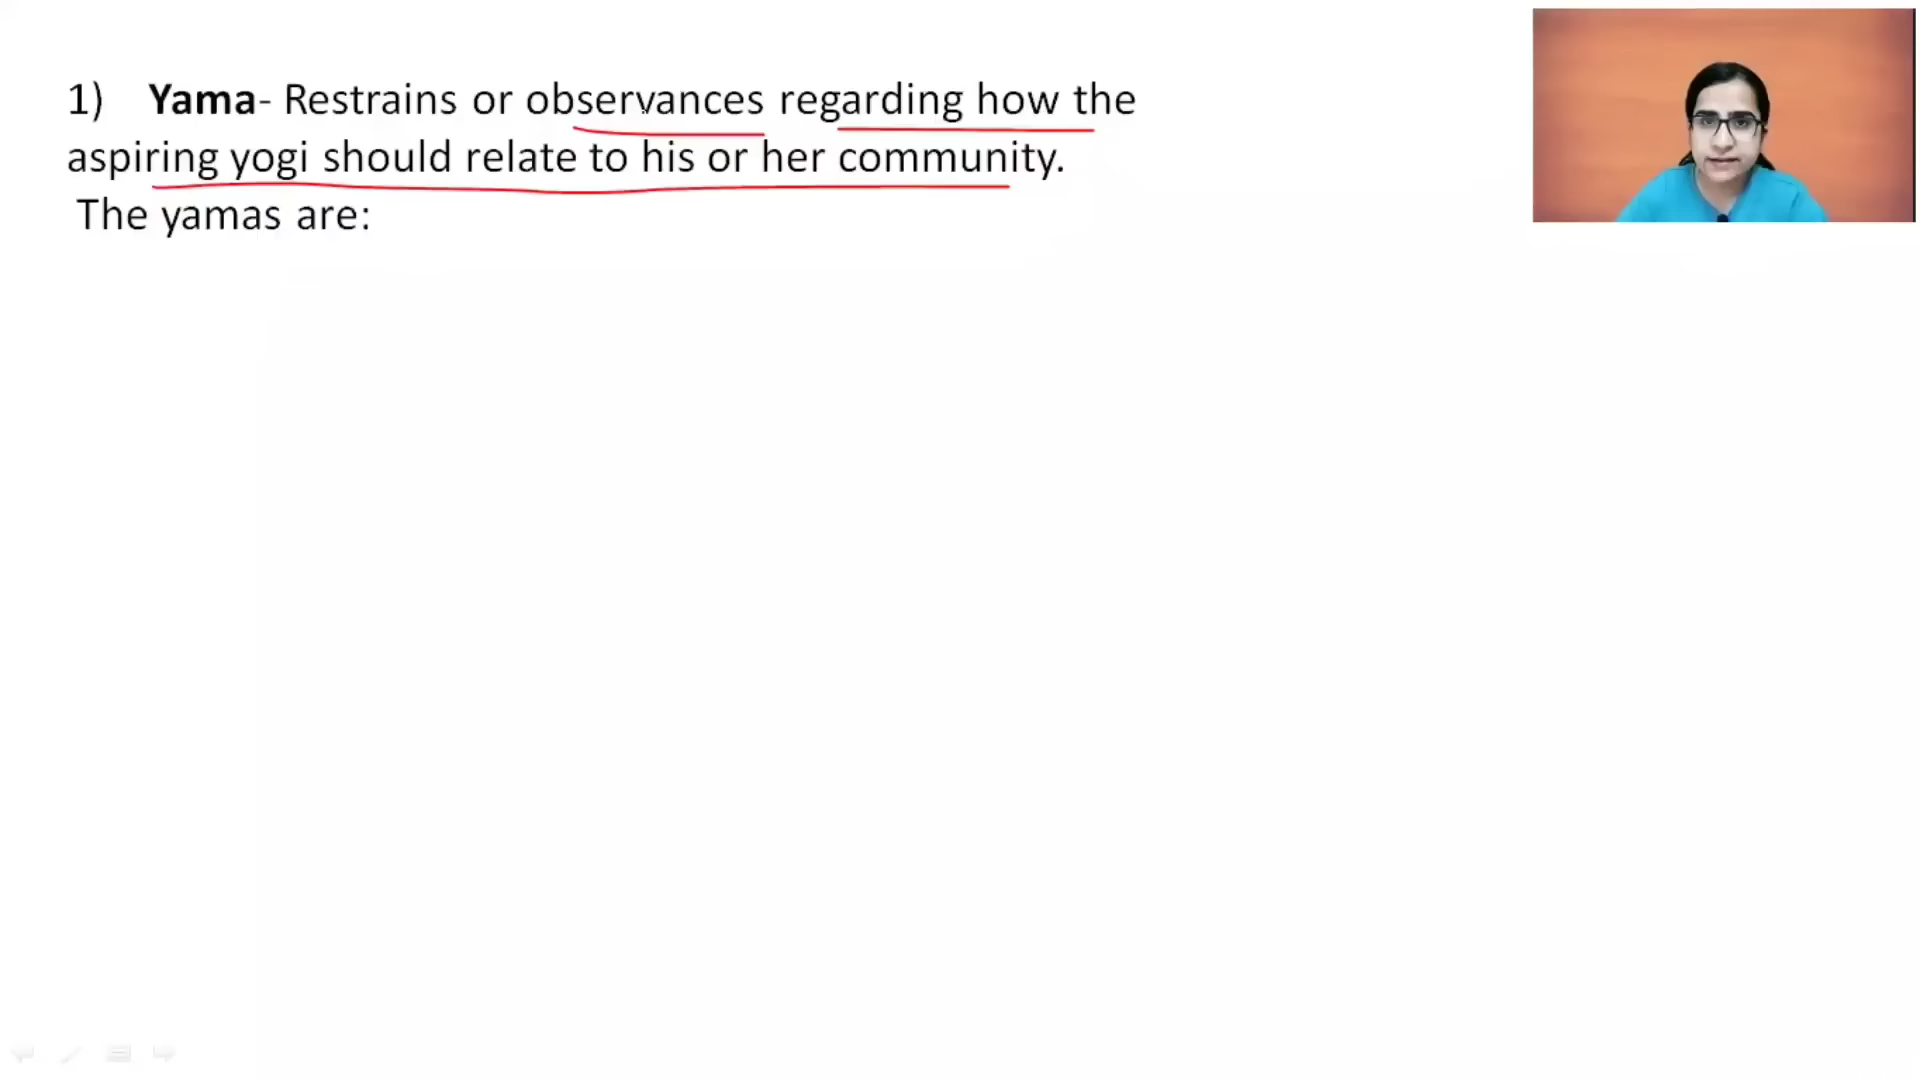 1) Yama- Restrains or observances regarding how the
aspiring yogi should relate to his or her community.
The yamas are: